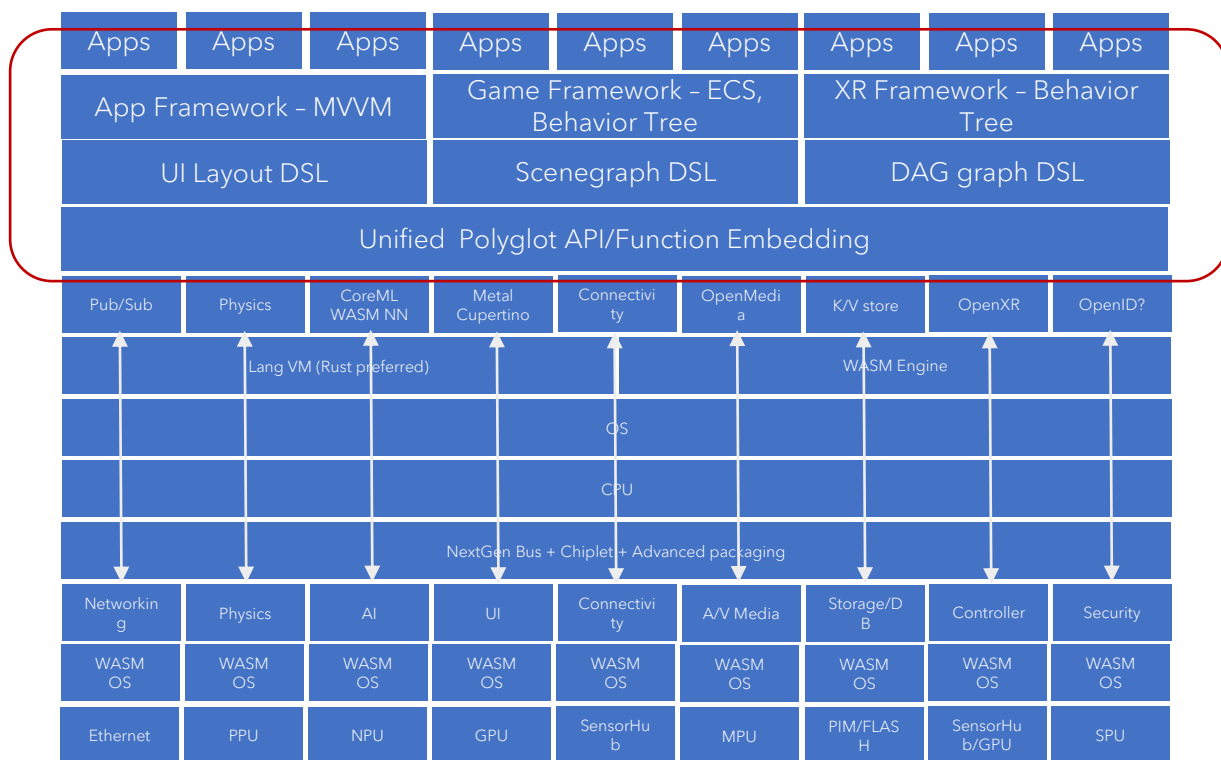 Apps Apps Apps Apps Apps Apps Apps Apps Apps
App Framework – MVVM
Game Framework – ECS,
Behavior Tree
XR Framework – Behavior
Tree
UI Layout DSL
Scenegraph DSL
DAG graph DSL
Unified Polyglot API/Function Embedding
Pub/Sub
Physics
CoreML
WASM NN
Metal
Cupertino
Connectivi
ty
OpenMedi
a
K/V store
OpenXR
OpenID?
Lang VM (Rust preferred)
WASM Engine
OS
CPU
NextGen Bus + Chiplet + Advanced packaging
Networkin
g
Physics
AI
UI
Connectivi
ty
A/V Media
Storage/D
B
Controller
Security
WASM
OS
WASM
OS
WASM
OS
WASM
OS
WASM
OS
WASM
OS
WASM
OS
WASM
OS
WASM
OS
Ethernet
PPU
NPU
GPU
SensorHu
b
MPU
PIM/FLAS
H
SensorHu
b/GPU
SPU